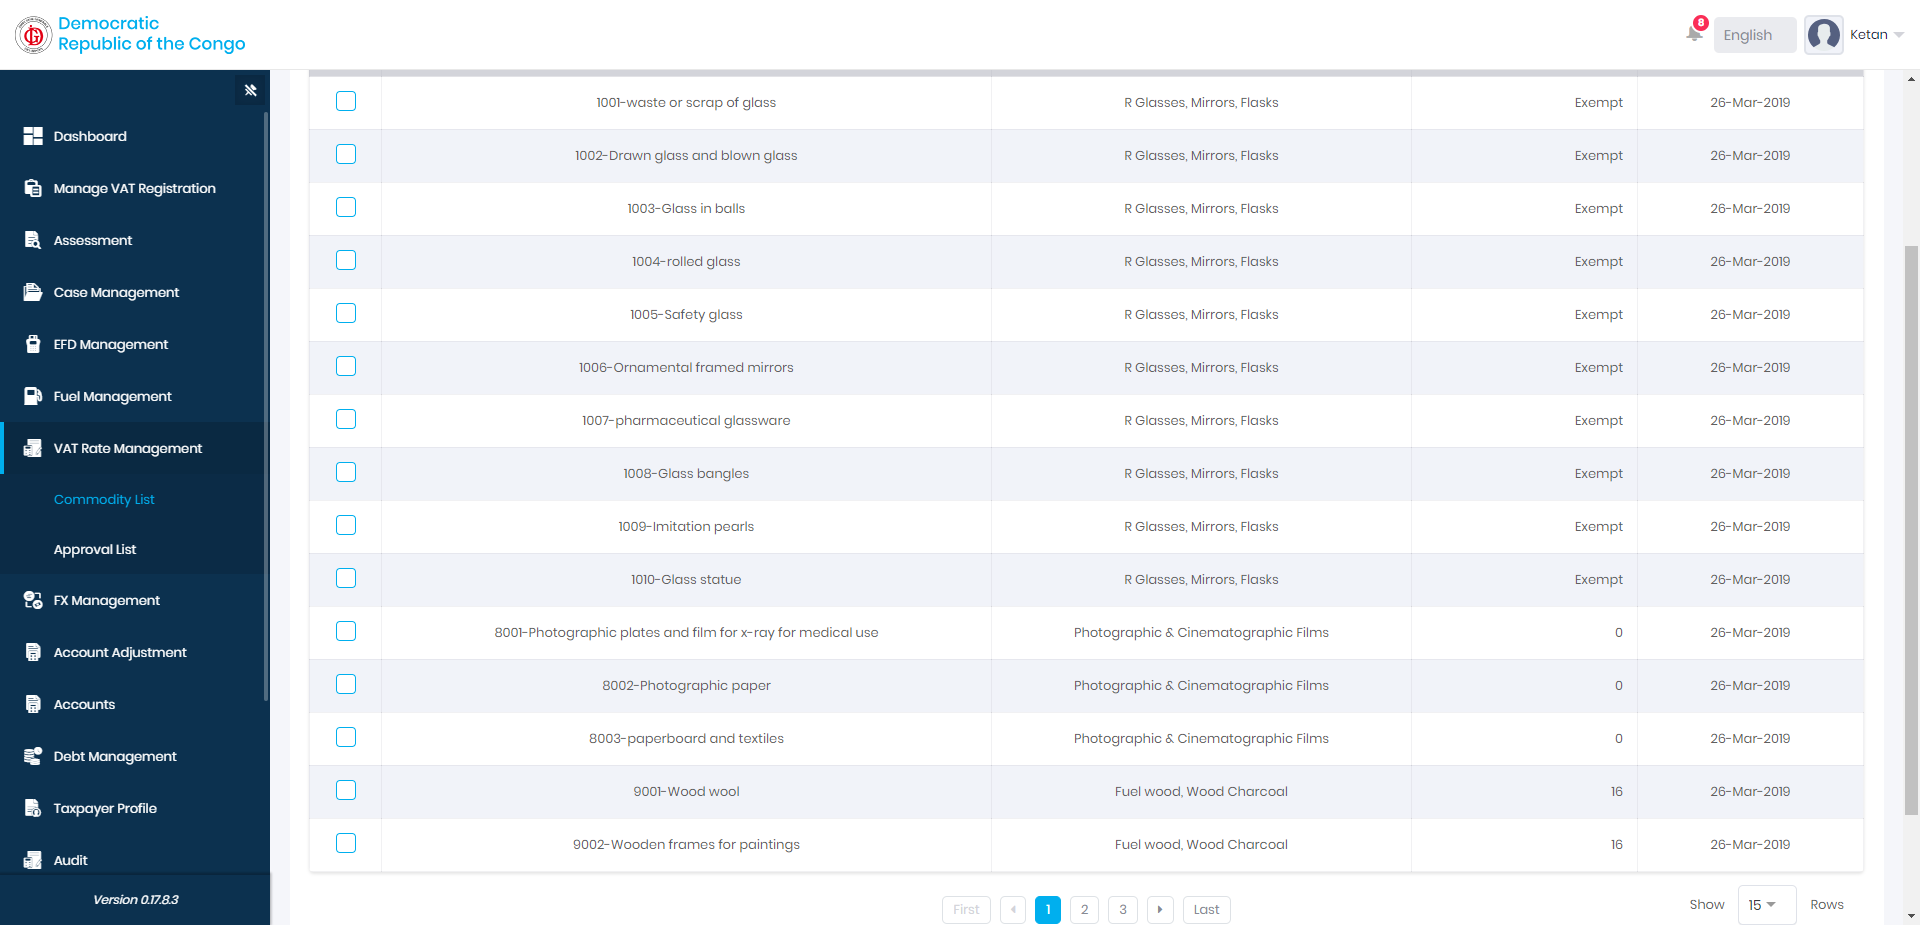 Democratic
Republic of the Congo
8
English
Ketan
Dashboard
Manage VAT Registration
Assessment
Case Management
EFD Management
Fuel Management
VAT Rate Management
Commodity List
Approval List
FX Management
Account Adjustment
Accounts
Debt Management
Taxpayer Profile
Audit
Version 0.17.8.3
1001-waste or scrap of glass R Glasses, Mirrors, Flasks Exempt 26-Mar-2019
1002-Drawn glass and blown glass R Glasses, Mirrors, Flasks Exempt 26-Mar-2019
1003-Glass in balls R Glasses, Mirrors, Flasks Exempt 26-Mar-2019
1004-rolled glass R Glasses, Mirrors, Flasks Exempt 26-Mar-2019
1005-Safety glass R Glasses, Mirrors, Flasks Exempt 26-Mar-2019
1006-Ornamental framed mirrors R Glasses, Mirrors, Flasks Exempt 26-Mar-2019
1007-pharmaceutical glassware R Glasses, Mirrors, Flasks Exempt 26-Mar-2019
1008-Glass bangles R Glasses, Mirrors, Flasks Exempt 26-Mar-2019
1009-Imitation pearls R Glasses, Mirrors, Flasks Exempt 26-Mar-2019
1010-Glass statue R Glasses, Mirrors, Flasks Exempt 26-Mar-2019
8001-Photographic plates and film for x-ray for medical use Photographic & Cinematographic Films 0 26-Mar-2019
8002-Photographic paper Photographic & Cinematographic Films 0 26-Mar-2019
8003-paperboard and textiles Photographic & Cinematographic Films 0 26-Mar-2019
9001-Wood wool Fuel wood, Wood Charcoal 16 26-Mar-2019
9002-Wooden frames for paintings Fuel wood, Wood Charcoal 16 26-Mar-2019
First 1 2 3 Last
Show 15 Rows